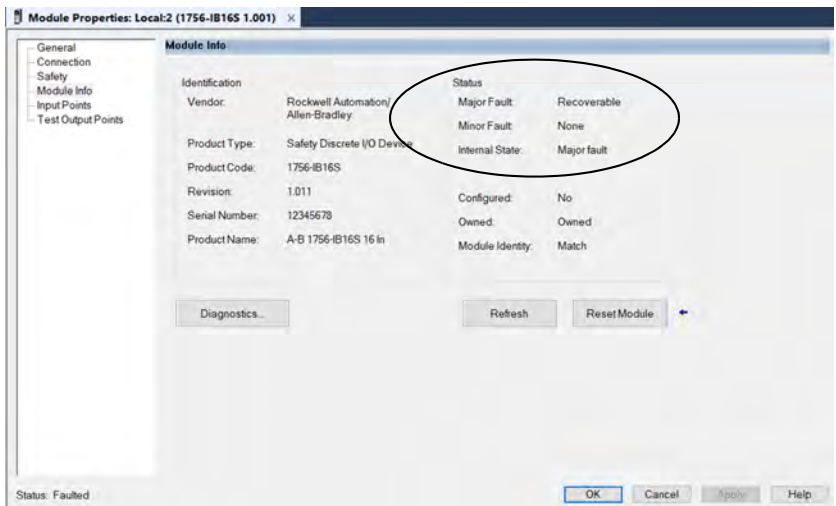 Module Properties: Local:2 (1756-IB16S 1.001) ×
General
Connection
Safety
Module Info
Input Points
Test Output Points
Module Info
Identification
Vendor: Rockwell Automation/
Allen-Bradley
Product Type: Safety Discrete I/O Device
Product Code: 1756-IB16S
Revision: 1.011
Serial Number: 12345678
Product Name: A-B 1756-IB16S 16 In
Status
Major Fault: Recoverable
Minor Fault: None
Internal State: Major fault
Configured: No
Owned: Owned
Module Identity: Match
Diagnostics...
Refresh
Reset Module
Status: Faulted
OK
Cancel
Apply
Help